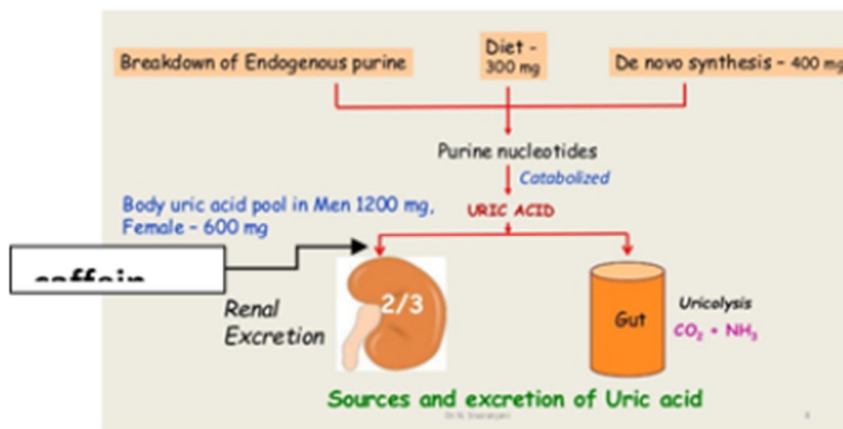 Breakdown of Endogenous purine
Diet -
300 mg
De novo synthesis - 400 mg
Purine nucleotides
Catabolized
Body uric acid pool in Men 1200 mg,
Female - 600 mg
URIC ACID
Renal
Excretion
2/3
Gut
Uricolysis
CO₂ + NH₃
Sources and excretion of Uric acid